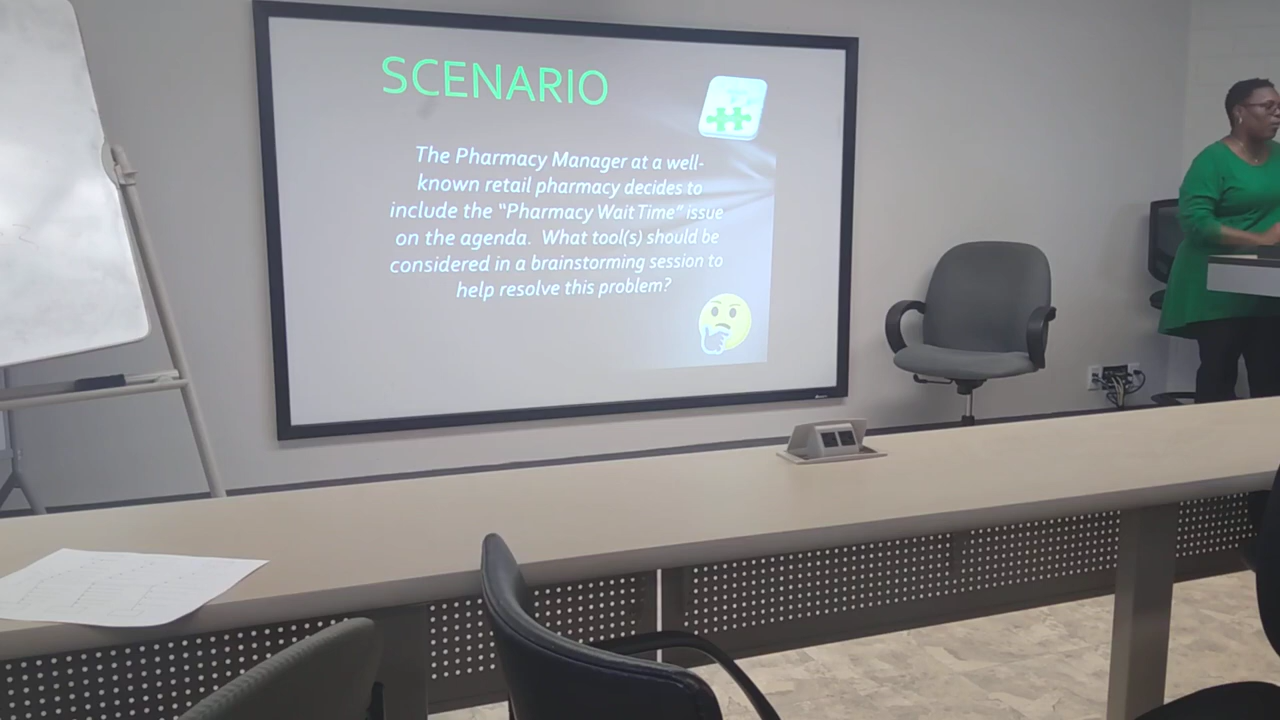 SCENARIO
The Pharmacy Manager at a well-
known retail pharmacy decides to
include the “Pharmacy Wait Time” issue
on the agenda. What tool(s) should be
considered in a brainstorming session to
help resolve this problem?